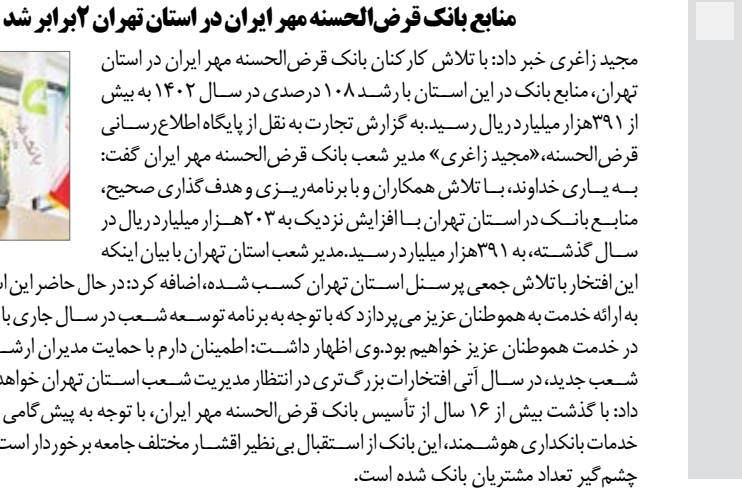 منابع بانک قرض‌الحسنه مهر ایران در استان تهران ۲برابر شد
مجید زاغری خبر داد: با تلاش کارکنان بانک قرض‌الحسنه مهر ایران در استان
تهران، منابع بانک در این استان با رشد ۱۰۸ درصدی در سال ۱۴۰۲ به بیش
از ۳۹۱هزار میلیارد ریال رسید.به گزارش تجارت به نقل از پایگاه اطلاع‌رسانی
قرض‌الحسنه،«مجید زاغری» مدیر شعب بانک قرض‌الحسنه مهر ایران گفت:
به یاری خداوند، با تلاش همکاران و با برنامه‌ریزی و هدف‌گذاری صحیح،
منابع بانک در استان تهران با افزایش نزدیک به ۲۰۳هزار میلیارد ریال در
سال گذشته، به ۳۹۱هزار میلیارد رسید.مدیر شعب استان تهران با بیان اینکه
این افتخار با تلاش جمعی پرسنل استان تهران کسب شده،اضافه کرد:در حال حاضر این
به ارائه خدمت به هموطنان عزیز می‌پردازد که با توجه به برنامه توسعه شعب در سال جاری با
در خدمت هموطنان عزیز خواهیم بود.وی اظهار داشت: اطمینان دارم با حمایت مدیران
شعب جدید،در سال آتی افتخارات بزرگ‌تری در انتظار مدیریت شعب استان تهران خواهد
داد: با گذشت بیش از ۱۶ سال از تأسیس بانک قرض‌الحسنه مهر ایران، با توجه به پیش‌گامی
خدمات بانکداری هوشمند،این بانک از استقبال بی‌نظیر اقشار مختلف جامعه برخوردار است
چشم‌گیر تعداد مشتریان بانک شده است.